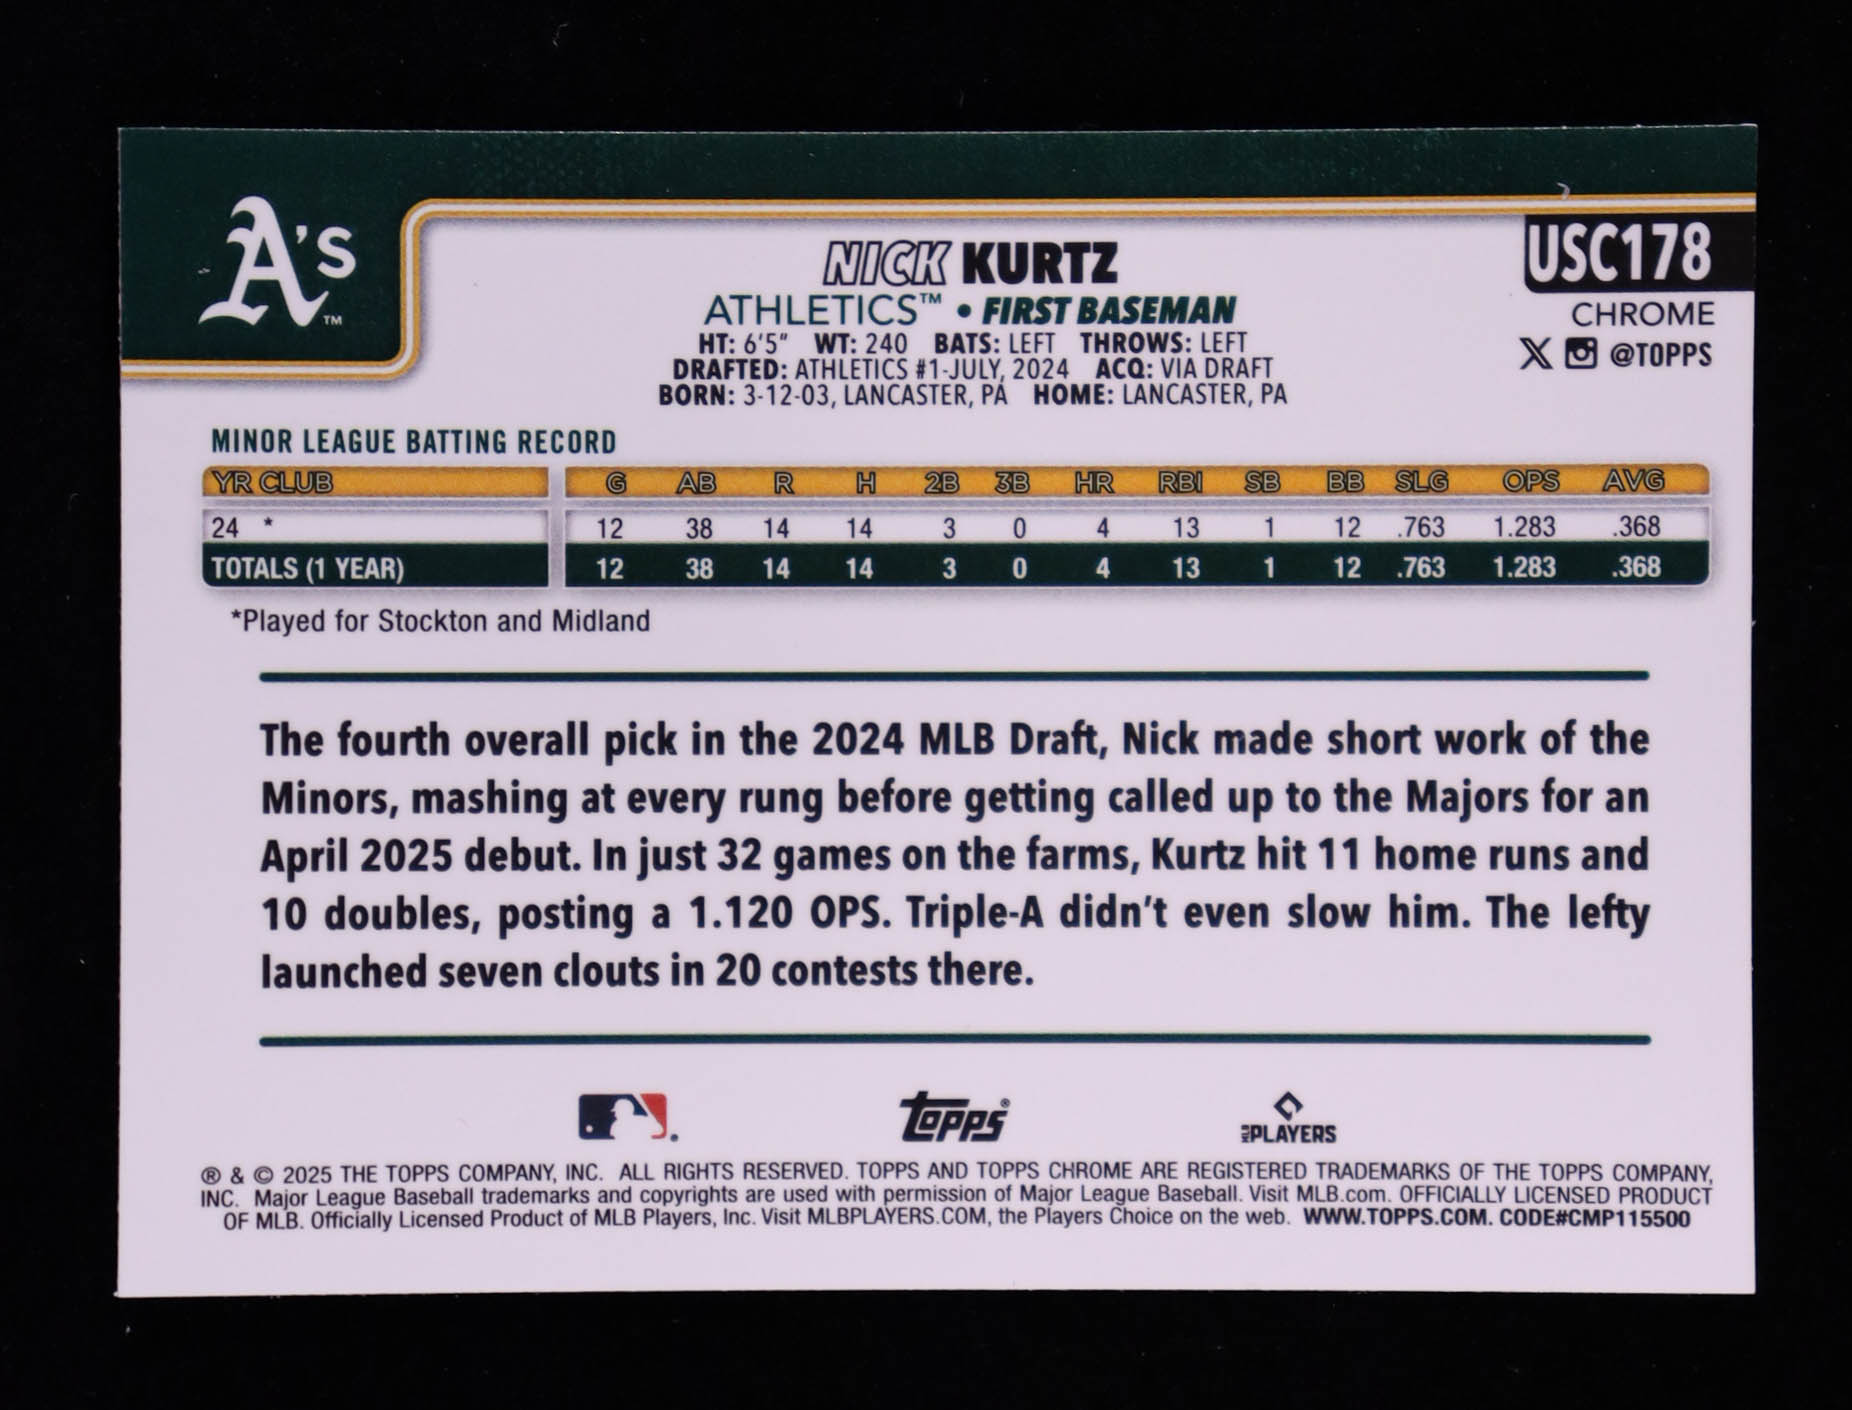 A's TM
NICK KURTZ
ATHLETICS™ • FIRST BASEMAN
HT: 6'5" WT: 240 BATS: LEFT THROWS: LEFT
DRAFTED: ATHLETICS #1-JULY, 2024 ACQ: VIA DRAFT
BORN: 3-12-03, LANCASTER, PA HOME: LANCASTER, PA
USC178
CHROME
X @TOPPS
MINOR LEAGUE BATTING RECORD
YR CLUB G AB R H 2B 3B HR RBI SB BB SLG OPS AVG
24 * 12 38 14 14 3 0 4 13 1 12 .763 1.283 .368
TOTALS (1 YEAR) 12 38 14 14 3 0 4 13 1 12 .763 1.283 .368
*Played for Stockton and Midland
The fourth overall pick in the 2024 MLB Draft, Nick made short work of the
Minors, mashing at every rung before getting called up to the Majors for an
April 2025 debut. In just 32 games on the farms, Kurtz hit 11 home runs and
10 doubles, posting a 1.120 OPS. Triple-A didn't even slow him. The lefty
launched seven clouts in 20 contests there.
Topps® MLB PLAYERS
® & © 2025 THE TOPPS COMPANY, INC. ALL RIGHTS RESERVED. TOPPS AND TOPPS CHROME ARE REGISTERED TRADEMARKS OF THE TOPPS COMPANY,
INC. Major League Baseball trademarks and copyrights are used with permission of Major League Baseball. Visit MLB.com. OFFICIALLY LICENSED PRODUCT
OF MLB. Officially Licensed Product of MLB Players, Inc. Visit MLBPLAYERS.COM, the Players Choice on the web. WWW.TOPPS.COM. CODE#CMP115500